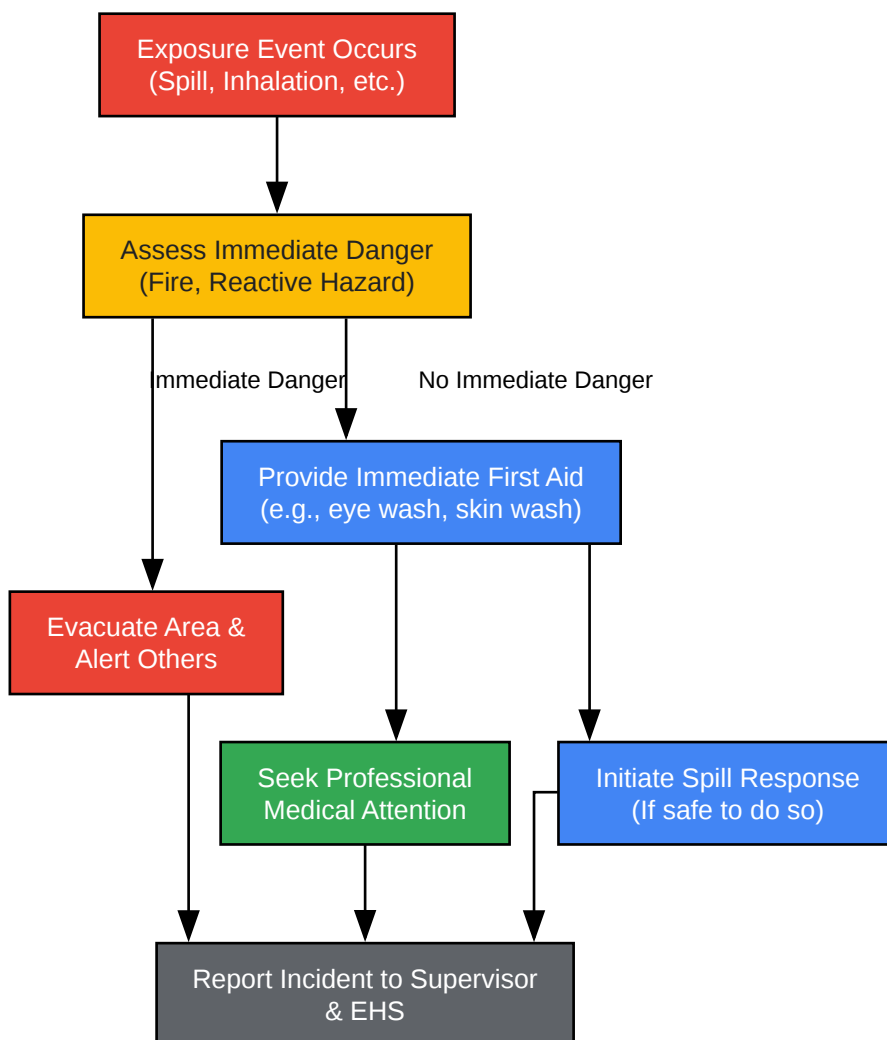 Exposure Event Occurs
(Spill, Inhalation, etc.)
Assess Immediate Danger
(Fire, Reactive Hazard)
Immediate Danger
No Immediate Danger
Provide Immediate First Aid
(e.g., eye wash, skin wash)
Evacuate Area &
Alert Others
Seek Professional
Medical Attention
Initiate Spill Response
(If safe to do so)
Report Incident to Supervisor
& EHS